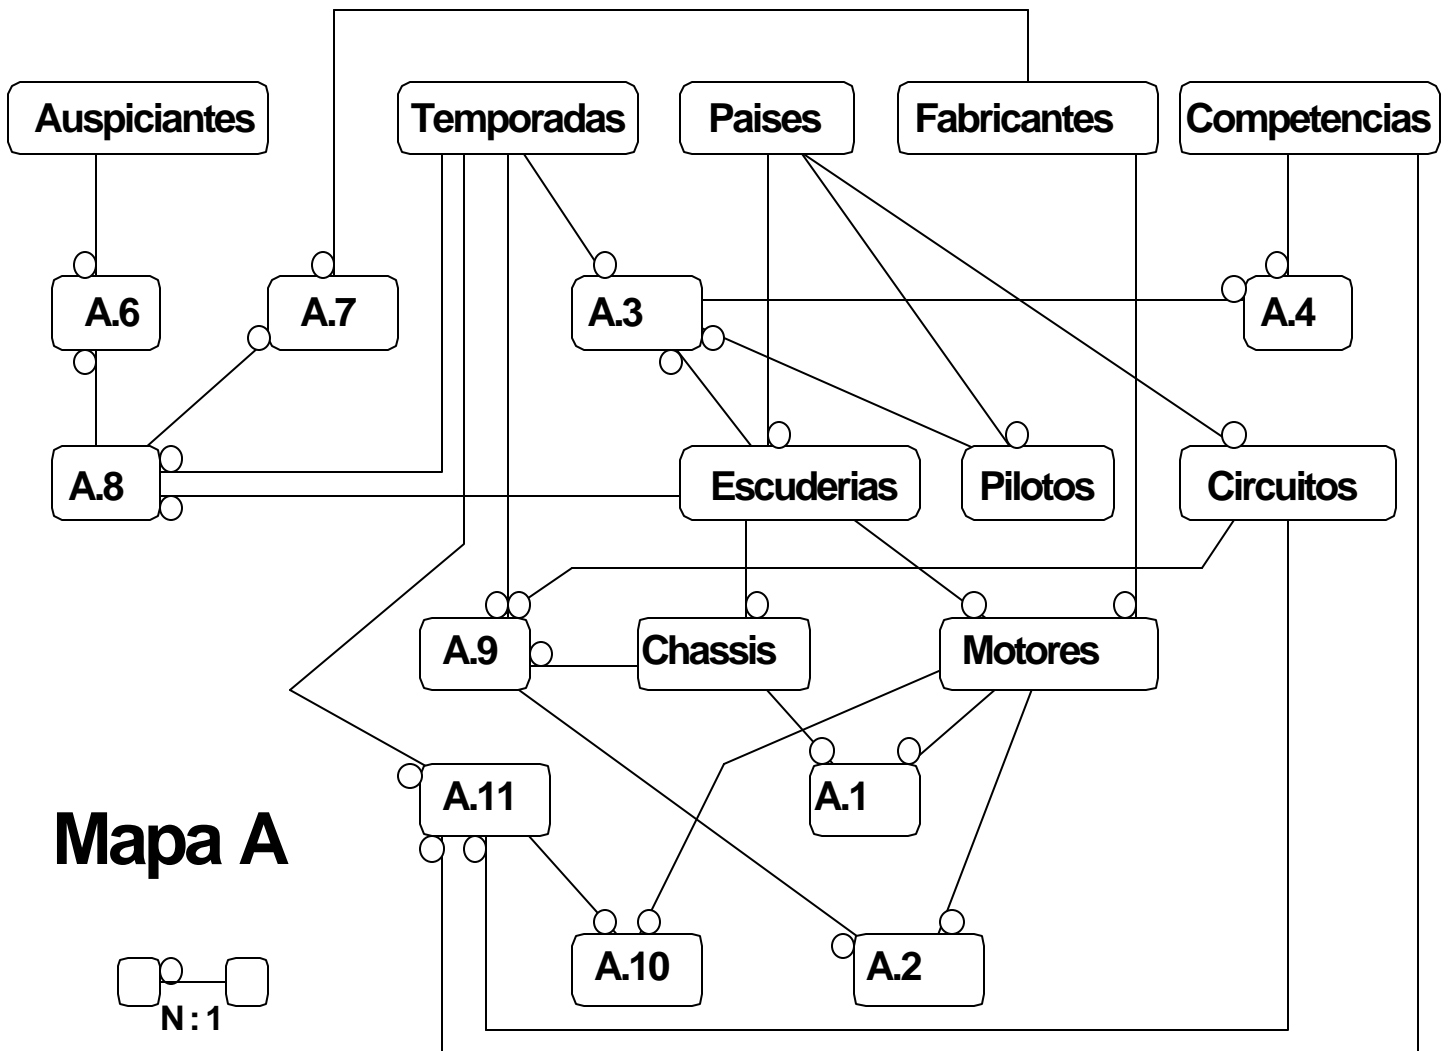 Auspiciantes
Temporadas
Paises
Fabricantes
Competencias
A.6
A.7
A.3
A.4
A.8
Escuderias
Pilotos
Circuitos
A.9
Chassis
Motores
A.11
A.1
Mapa A
A.10
A.2
N : 1